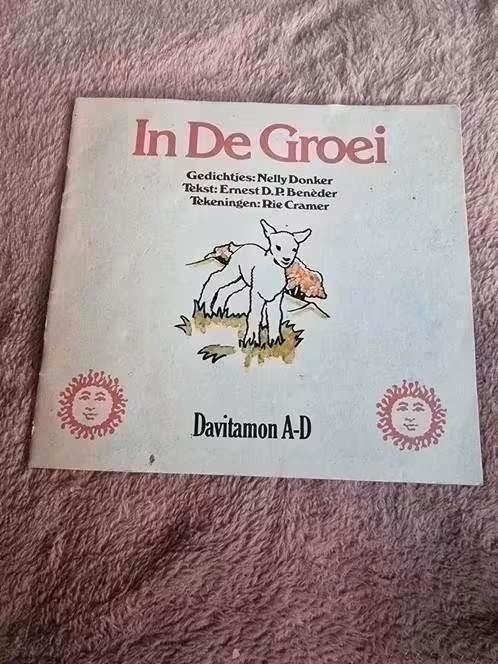 In De Groei
Gedichtjes: Nelly Donker
Tekst: Ernest D.P. Benèder
Tekeningen: Rie Cramer
Davitamon A-D